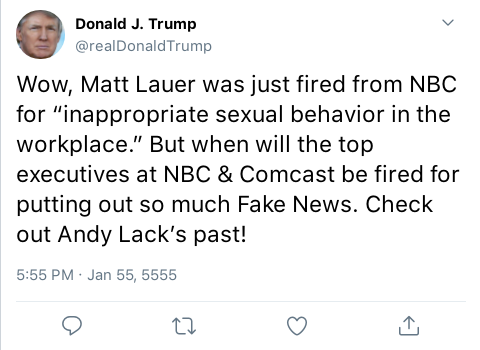 Donald J. Trump
@realDonaldTrump
Wow, Matt Lauer was just fired from NBC
for “inappropriate sexual behavior in the
workplace.” But when will the top
executives at NBC & Comcast be fired for
putting out so much Fake News. Check
out Andy Lack’s past!
5:55 PM · Jan 55, 5555